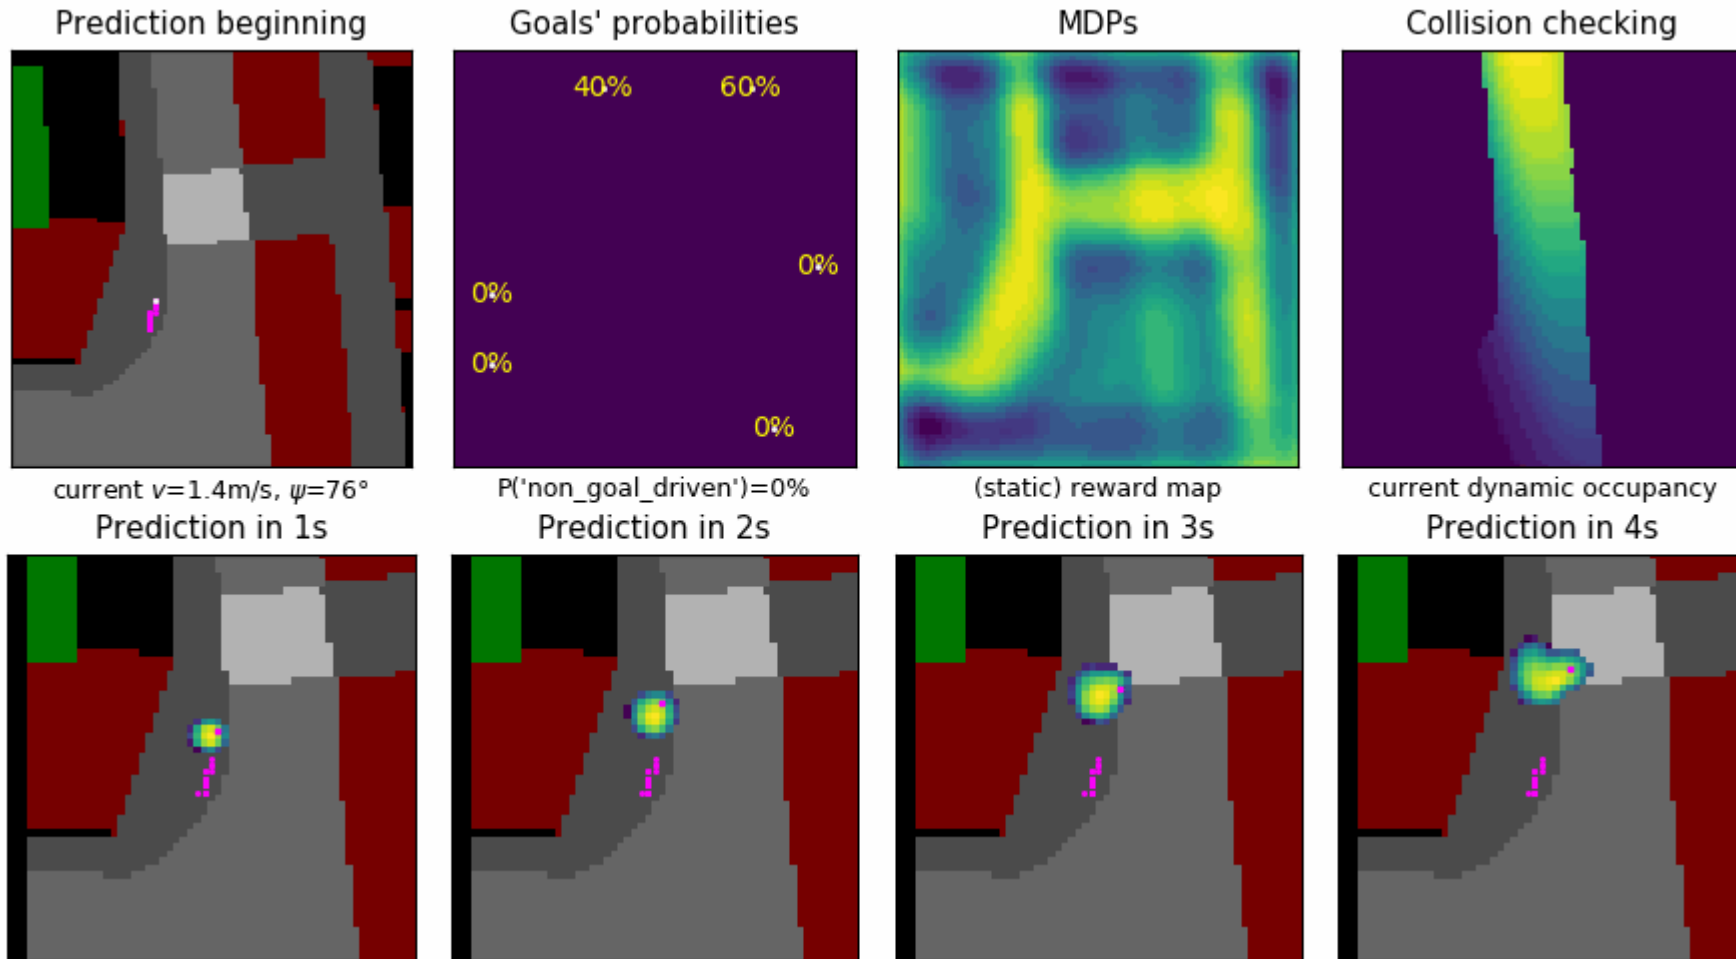 Prediction beginning
Goals' probabilities
MDPs
Collision checking
40%
60%
0%
0%
0%
0%
current v=1.4m/s, ψ=76°
P('non_goal_driven')=0%
(static) reward map
current dynamic occupancy
Prediction in 1s
Prediction in 2s
Prediction in 3s
Prediction in 4s